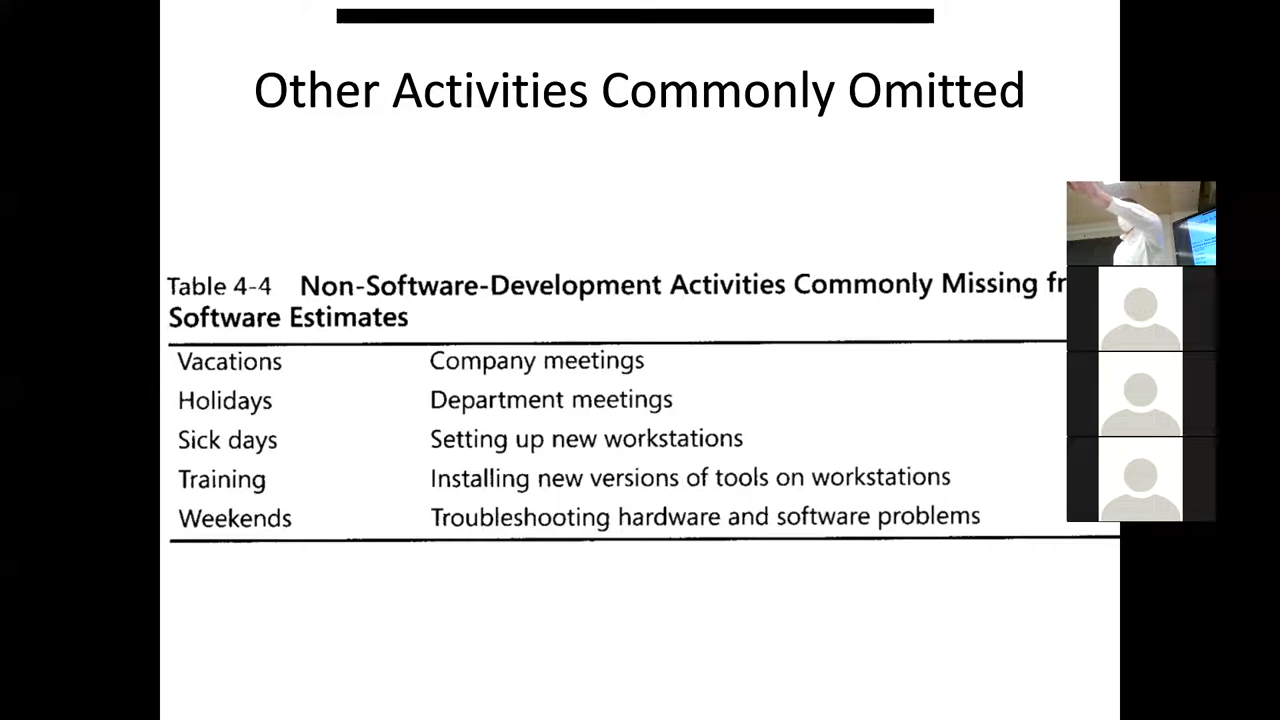 Other Activities Commonly Omitted
Table 4-4 Non-Software-Development Activities Commonly Missing
Software Estimates
Vacations Company meetings
Holidays Department meetings
Sick days Setting up new workstations
Training Installing new versions of tools on workstations
Weekends Troubleshooting hardware and software problems